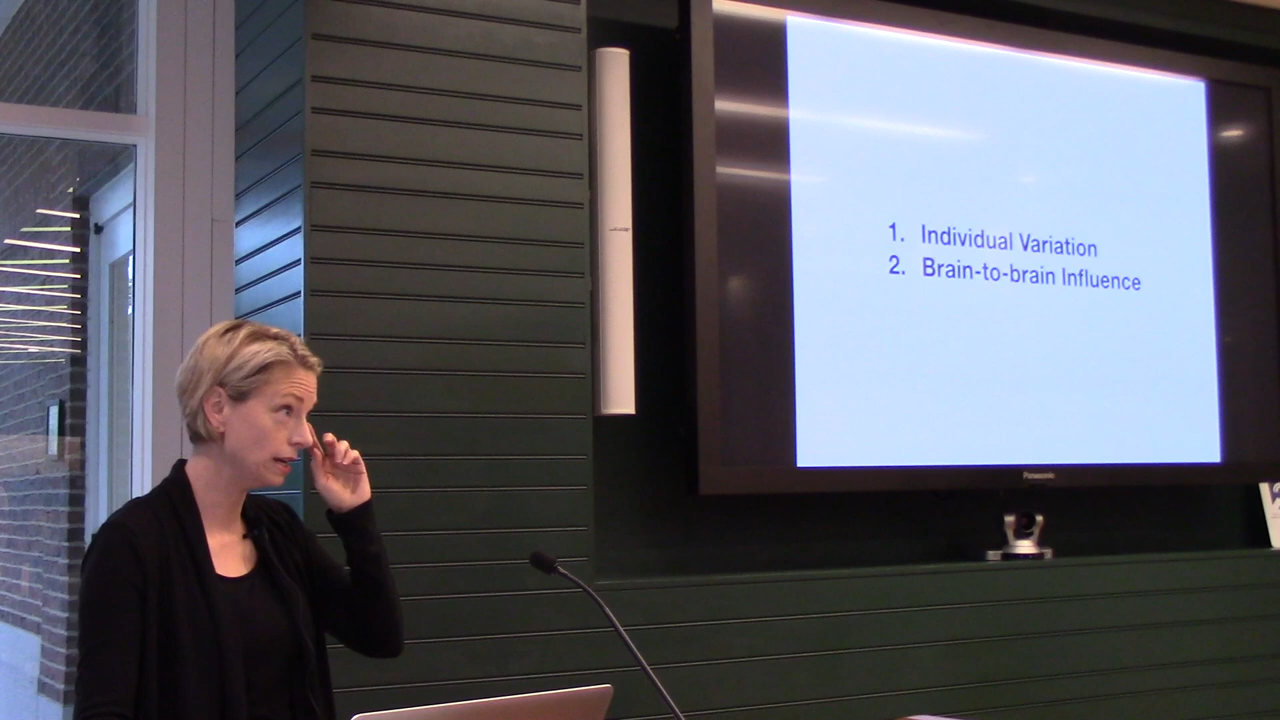 1. Individual Variation
2. Brain-to-brain Influence
Panasonic